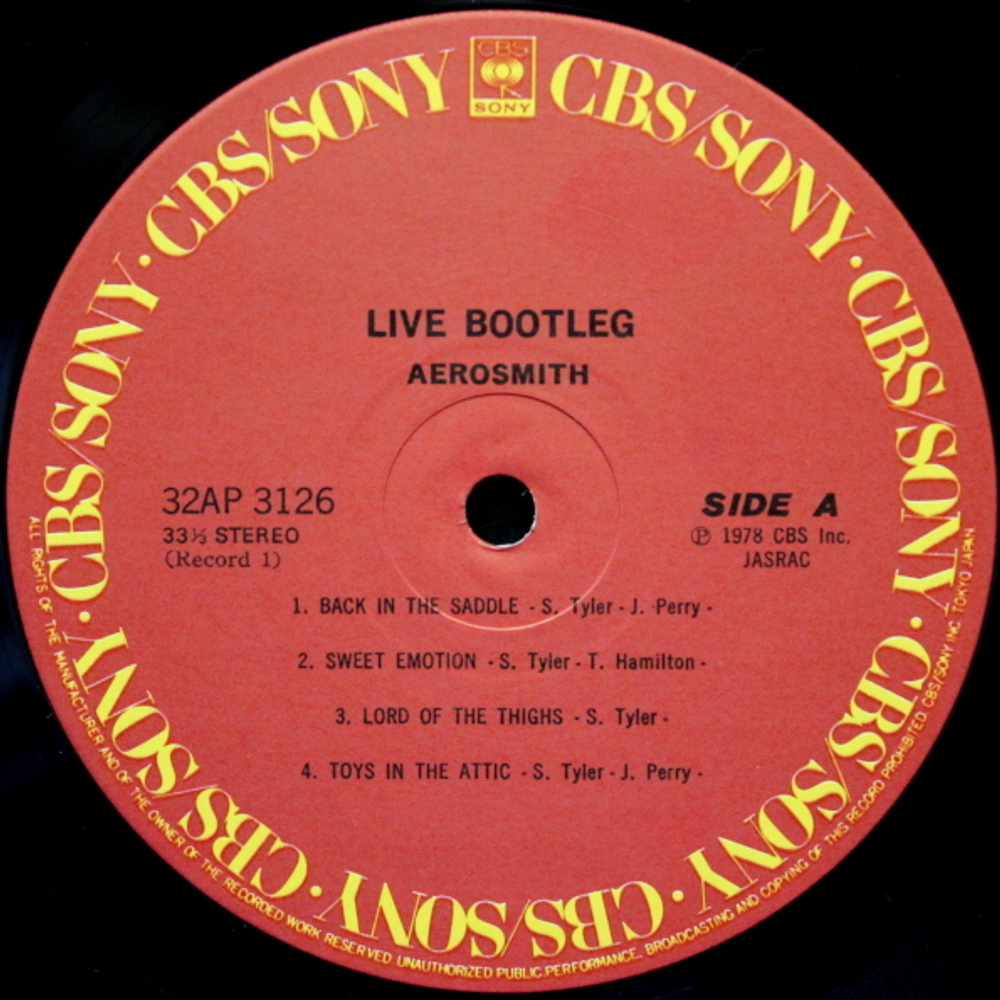 CBS
SONY
CBS/SONY · CBS/SONY · CBS/SONY · CBS/SONY · CBS/SONY · CBS/SONY · CBS/SONY
LIVE BOOTLEG
AEROSMITH
32AP 3126
33⅓ STEREO
(Record 1)
SIDE A
Ⓟ 1978 CBS Inc.
JASRAC
1. BACK IN THE SADDLE - S. Tyler - J. Perry -
2. SWEET EMOTION - S. Tyler - T. Hamilton -
3. LORD OF THE THIGHS - S. Tyler -
4. TOYS IN THE ATTIC - S. Tyler - J. Perry -
ALL RIGHTS OF THE MANUFACTURER AND OF THE OWNER OF THE RECORDED WORK RESERVED UNAUTHORIZED PUBLIC PERFORMANCE, BROADCASTING AND COPYING OF THIS RECORD PROHIBITED. CBS/SONY INC. TOKYO JAPAN